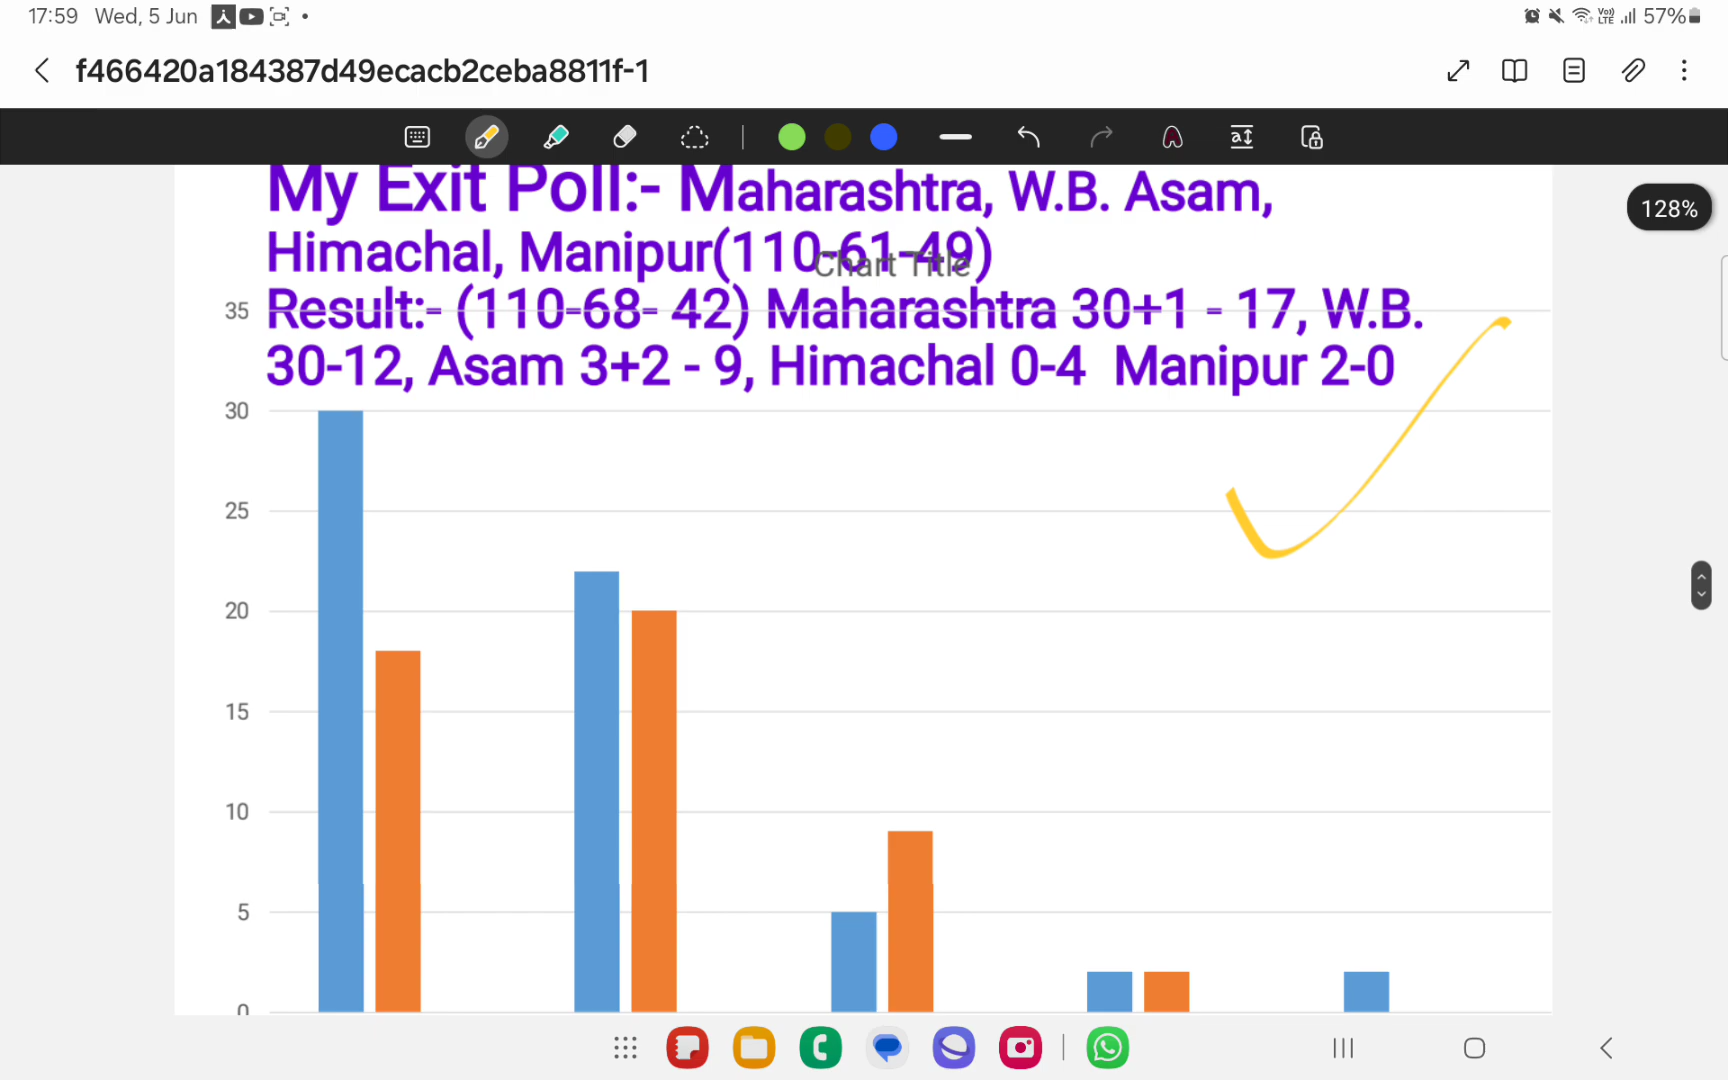 17:59 Wed, 5 Jun
57%
f466420a184387d49ecacb2ceba8811f-1
128%
My Exit Poll:- Maharashtra, W.B. Asam,
Himachal, Manipur(110-61-49)
Chart Title
Result:- (110-68- 42) Maharashtra 30+1 - 17, W.B.
30-12, Asam 3+2 - 9, Himachal 0-4 Manipur 2-0
35
30
25
20
15
10
5
0